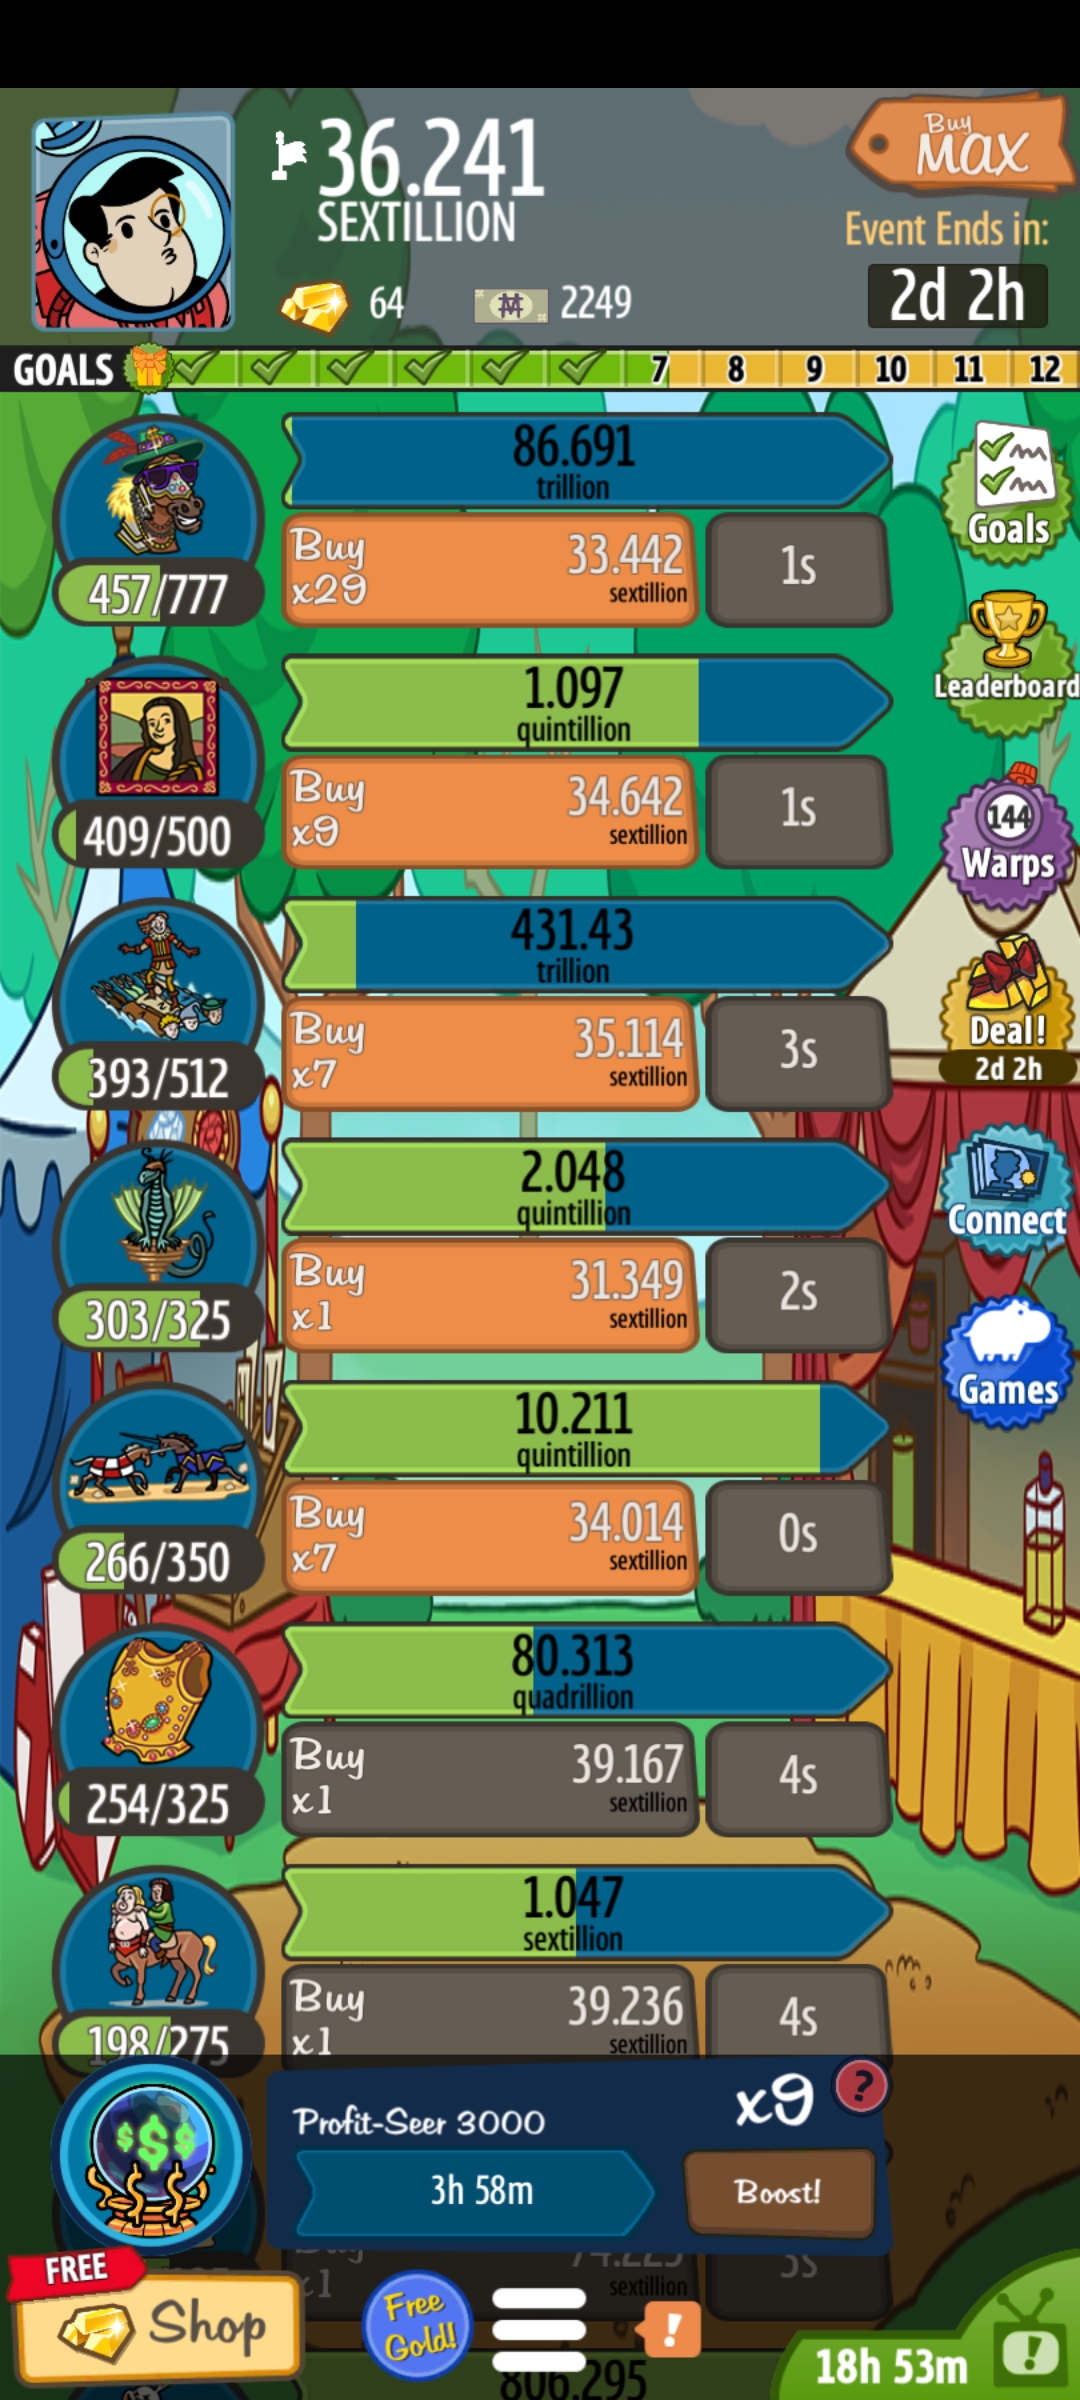 36.241
SEXTILLION
64
2249
Buy
MAX
Event Ends in:
2d 2h
GOALS
7 8 9 10 11 12
86.691
trillion
457/777
Buy
x29
33.442
sextillion
1s
Goals
Leaderboard
1.097
quintillion
409/500
Buy
x9
34.642
sextillion
1s
144
Warps
431.43
trillion
393/512
Buy
x7
35.114
sextillion
3s
Deal!
2d 2h
2.048
quintillion
303/325
Buy
x1
31.349
sextillion
2s
Connect
10.211
quintillion
266/350
Buy
x7
34.014
sextillion
0s
Games
80.313
quadrillion
254/325
Buy
x1
39.167
sextillion
4s
1.047
sextillion
198/275
Buy
x1
39.236
sextillion
4s
$$$
Profit-Seer 3000
x9
?
3h 58m
Boost!
Buy
x1
sextillion
FREE
Shop
Free
Gold!
!
806.295
18h 53m
!